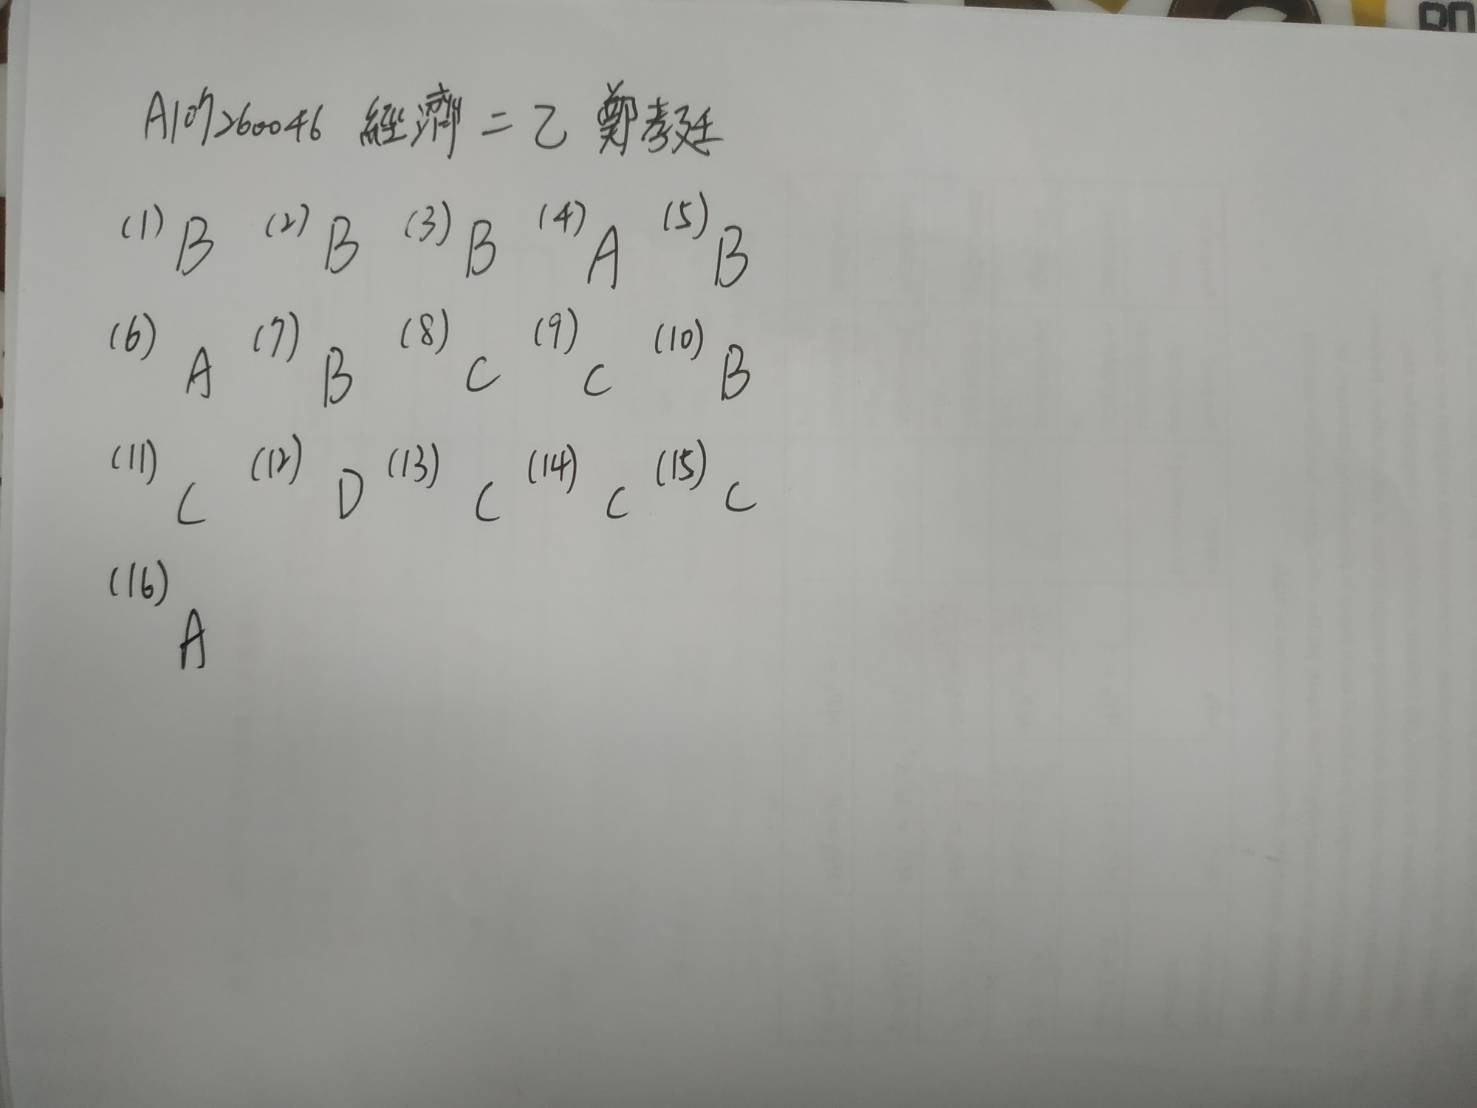 A107260046 經濟二乙 鄭孝廷
(1) B (2) B (3) B (4) A (5) B
(6) A (7) B (8) C (9) C (10) B
(11) C (12) D (13) C (14) C (15) C
(16) A